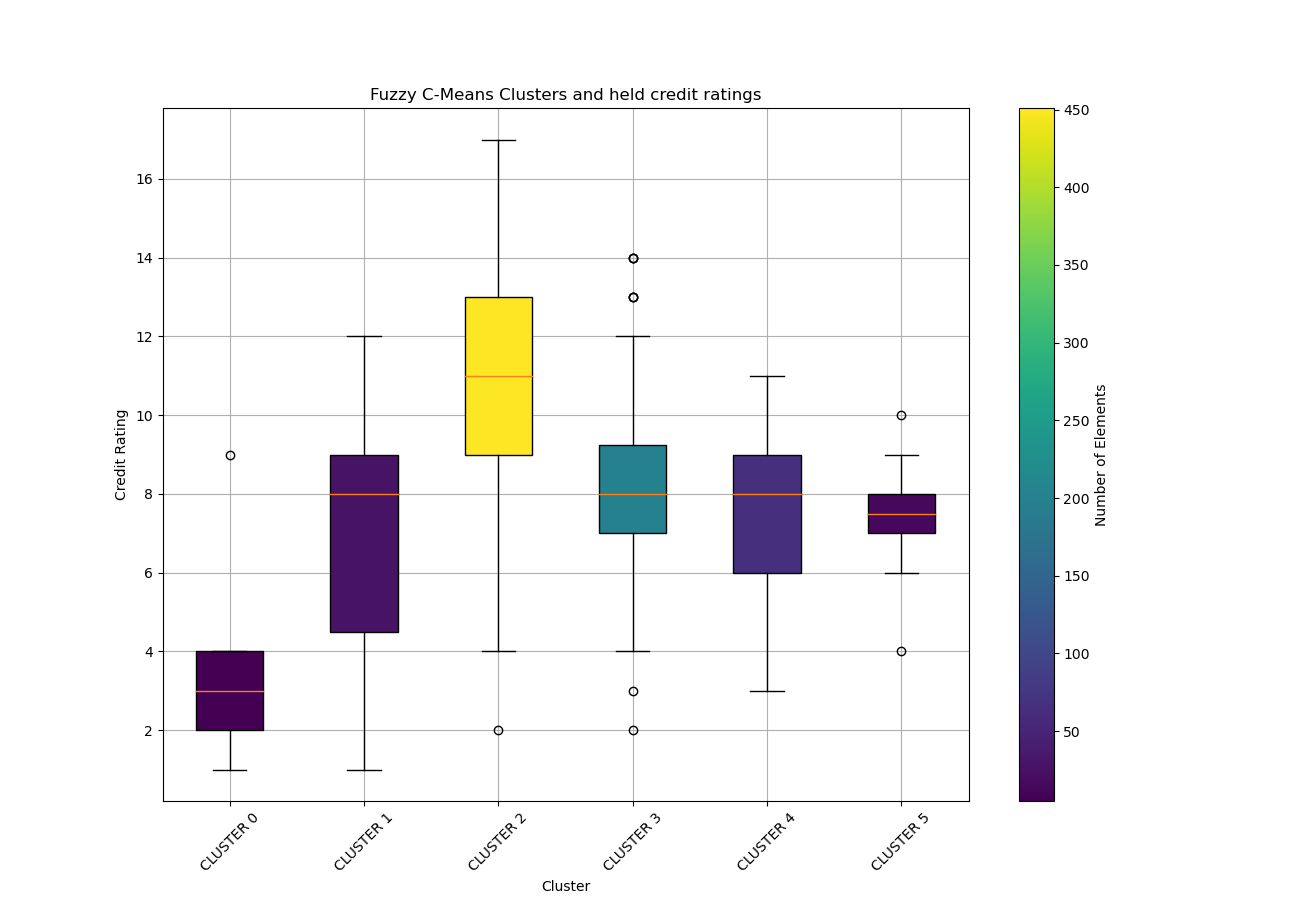 Fuzzy C-Means Clusters and held credit ratings
Credit Rating
16
14
12
10
8
6
4
2
CLUSTER 0
CLUSTER 1
CLUSTER 2
CLUSTER 3
CLUSTER 4
CLUSTER 5
Cluster
450
400
350
300
250
200
150
100
50
Number of Elements